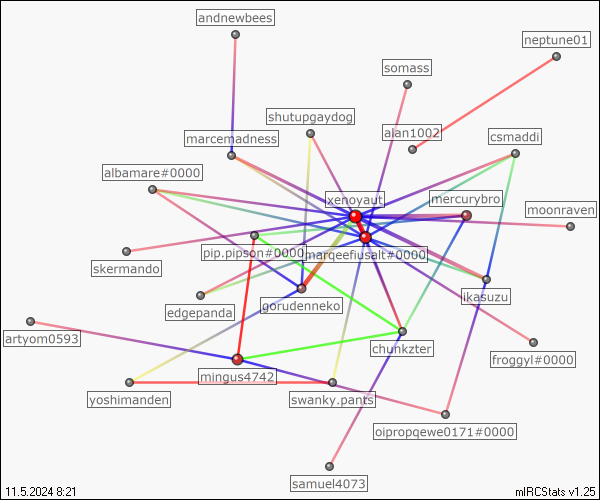 andnewbees
neptune01
somass
shutupgaydog
alan1002
marcemadness
csmaddi
albamare#0000
xenoyaut
mercurybro
moonraven
pip.pipson#0000
marqeefiusalt#0000
skermando
ikasuzu
edgepanda
gorudenneko
artyom0593
chunkzter
froggyl#0000
mingus4742
yoshimanden
swanky.pants
oipropqewe0171#0000
samuel4073
11.5.2024 8:21
mIRCStats v1.25